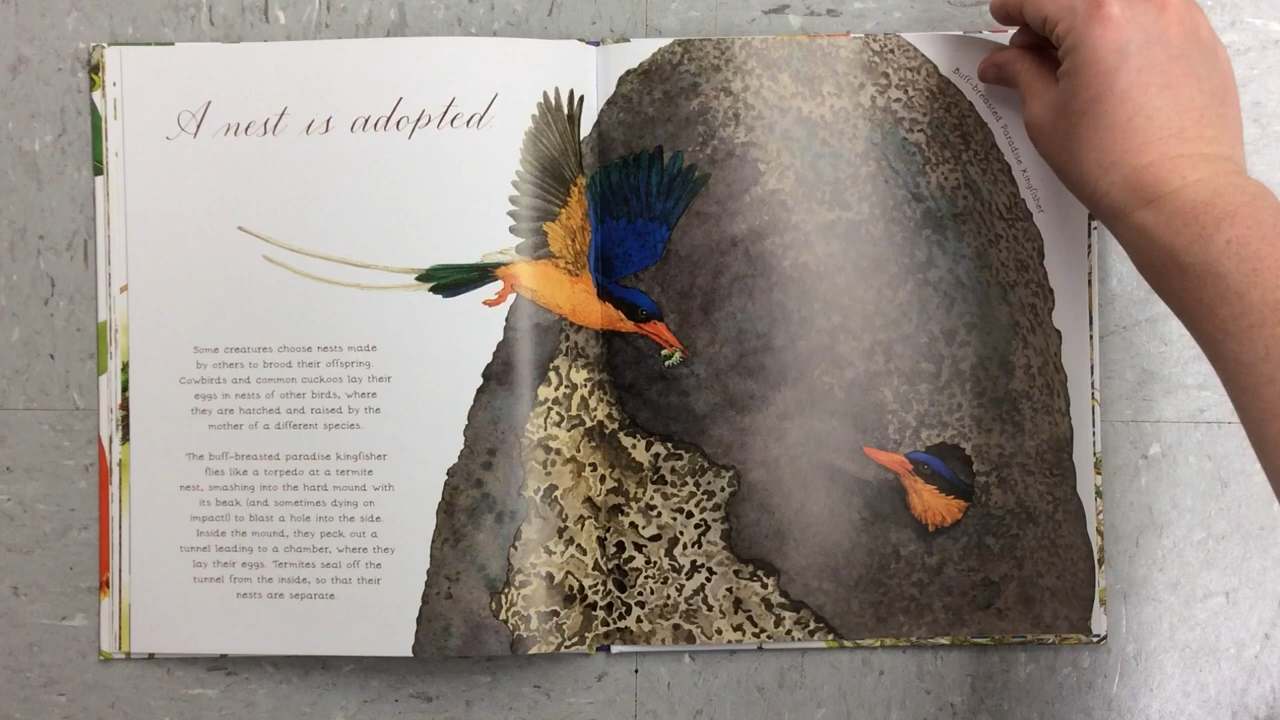 A nest is adopted.
Some creatures choose nests made
by others to brood their offspring.
Cowbirds and common cuckoos lay their
eggs in nests of other birds, where
they are hatched and raised by the
mother of a different species.
The buff-breasted paradise kingfisher
flies like a torpedo at a termite
nest, smashing into the hard mound with
its beak (and sometimes dying on
impact!) to blast a hole into the side.
Inside the mound, they peck out a
tunnel leading to a chamber, where they
lay their eggs. Termites seal off the
tunnel from the inside, so that their
nests are separate.
Buff-breasted Paradise Kingfisher